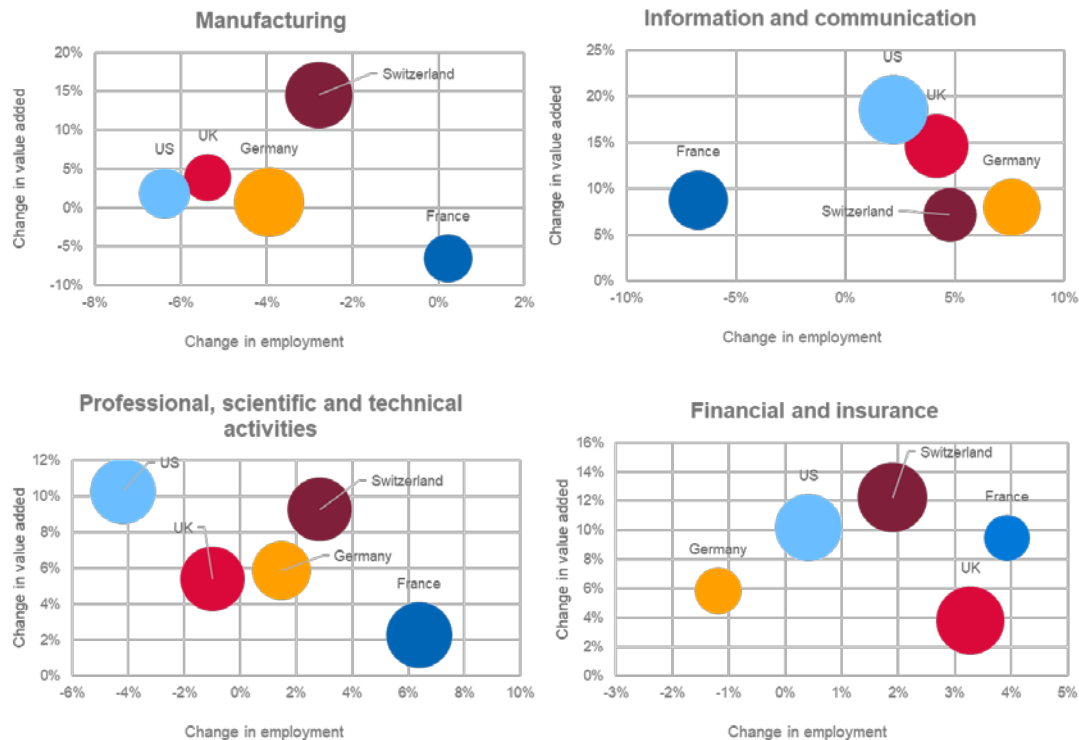 Manufacturing
20%
15%
10%
5%
0%
-5%
-10%
Change in value added
Switzerland
US
UK
Germany
France
-8%
-6%
-4%
-2%
0%
2%
Change in employment
Information and communication
25%
20%
15%
10%
5%
0%
Change in value added
US
UK
France
Germany
Switzerland
-10%
-5%
0%
5%
10%
Change in employment
Professional, scientific and technical
activities
12%
10%
8%
6%
4%
2%
0%
Change in value added
US
Switzerland
UK
Germany
France
-6%
-4%
-2%
0%
2%
4%
6%
8%
10%
Change in employment
Financial and insurance
16%
14%
12%
10%
8%
6%
4%
2%
0%
Change in value added
Switzerland
US
France
Germany
UK
-3%
-2%
-1%
0%
1%
2%
3%
4%
5%
Change in employment